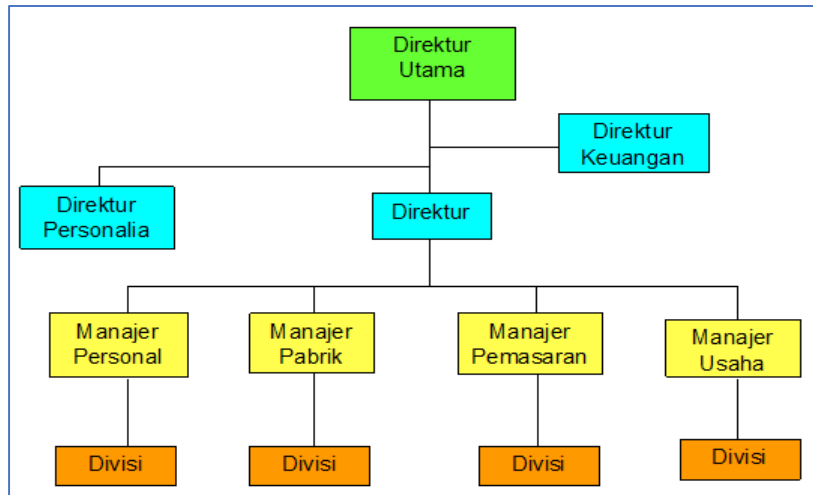 Direktur
Utama
Direktur
Keuangan
Direktur
Personalia
Direktur
Manajer
Personal
Manajer
Pabrik
Manajer
Pemasaran
Manajer
Usaha
Divisi
Divisi
Divisi
Divisi